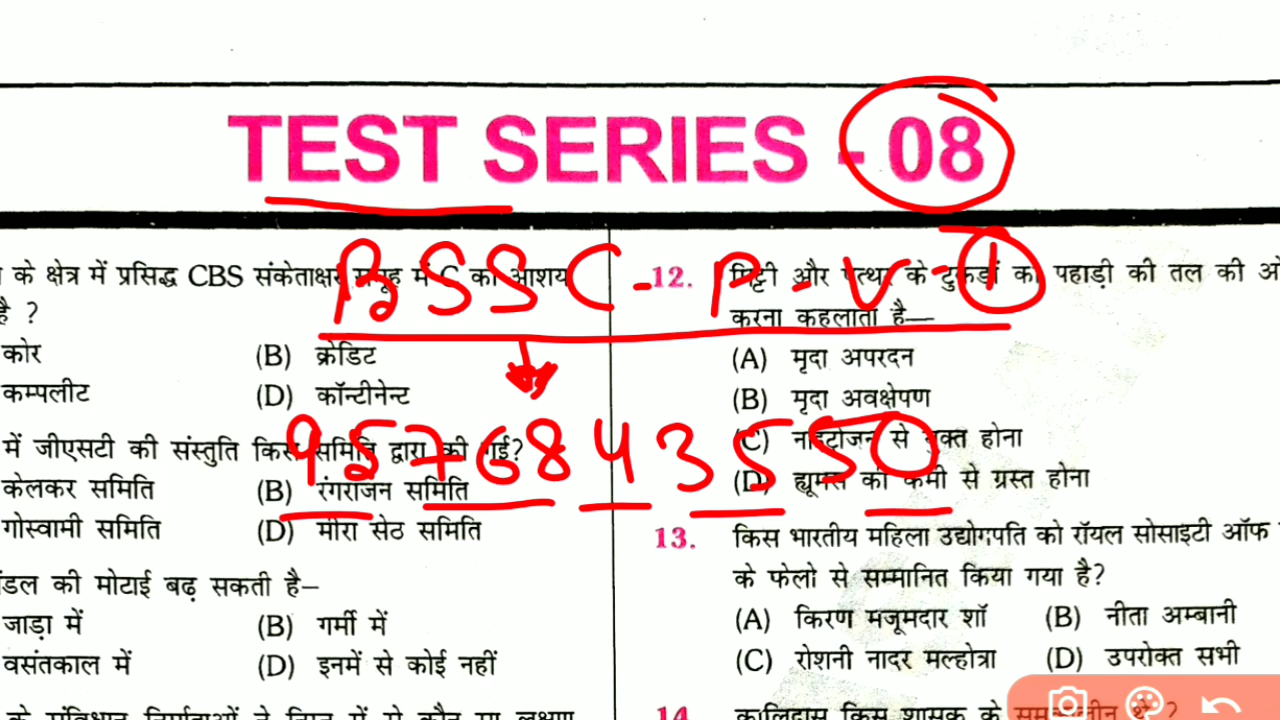 TEST SERIES - 08
BSSC - P - V - 1
9576843550
के क्षेत्र में प्रसिद्ध CBS संकेताक्षर समूह में C का आशय
है ?
कोर (B) क्रेडिट
कम्पलीट (D) कॉन्टीनेन्ट
में जीएसटी की संस्तुति किस समिति द्वारा की गई?
केलकर समिति (B) रंगराजन समिति
गोस्वामी समिति (D) मीरा सेठ समिति
की मोटाई बढ़ सकती है–
जाड़ा में (B) गर्मी में
वसंतकाल में (D) इनमें से कोई नहीं
12. मिट्टी और पत्थर के टुकड़ों का पहाड़ी की तल की
करना कहलाता है—
(A) मृदा अपरदन
(B) मृदा अवक्षेपण
(C) नाइट्रोजन से मुक्त होना
(D) ह्यूमस की कमी से ग्रस्त होना
13. किस भारतीय महिला उद्योगपति को रॉयल सोसाइटी ऑफ
के फेलो से सम्मानित किया गया है?
(A) किरण मजूमदार शॉ (B) नीता अम्बानी
(C) रोशनी नादर मल्होत्रा (D) उपरोक्त सभी
14. कालिदास किस शासक के समकालीन थे ?